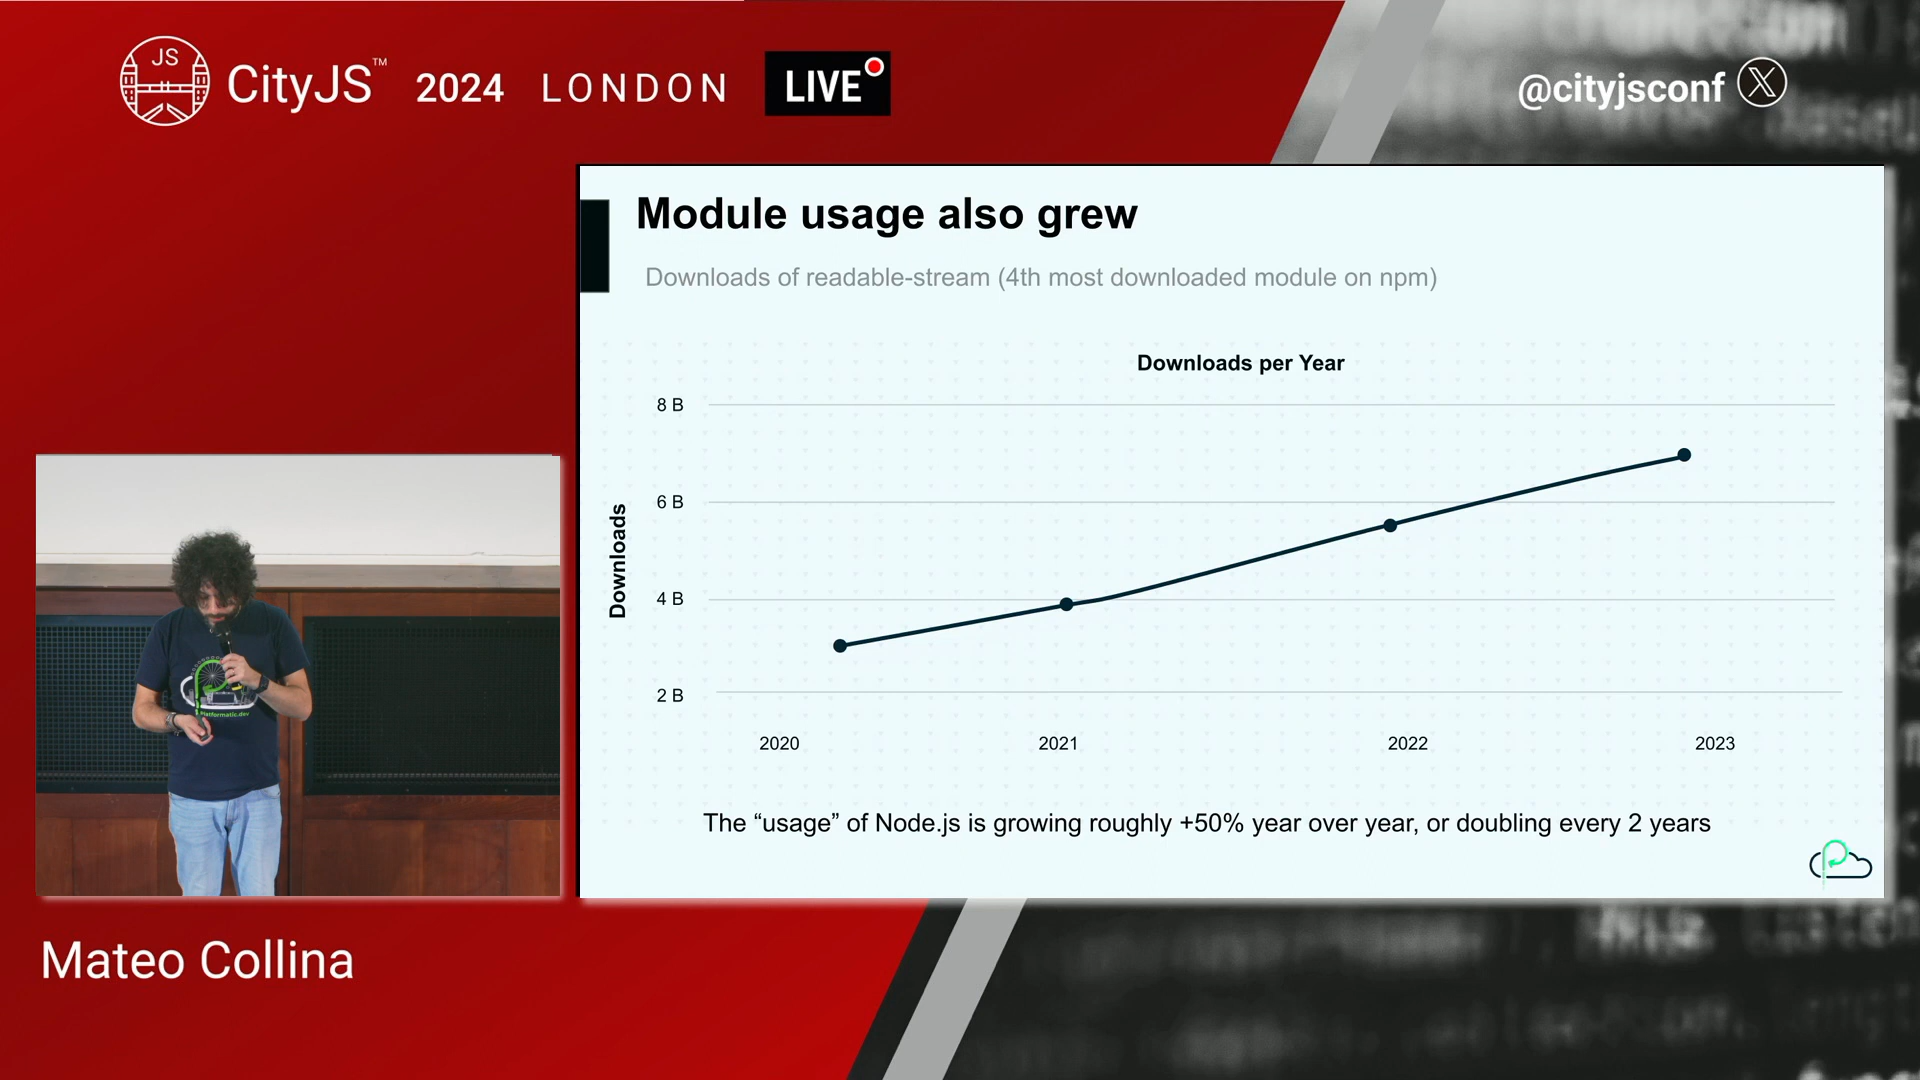 JS
CityJS™ 2024 LONDON LIVE
@cityjsconf X
Module usage also grew
Downloads of readable-stream (4th most downloaded module on npm)
Downloads per Year
8 B
6 B
4 B
2 B
Downloads
2020 2021 2022 2023
The “usage” of Node.js is growing roughly +50% year over year, or doubling every 2 years
platformatic.dev
Mateo Collina